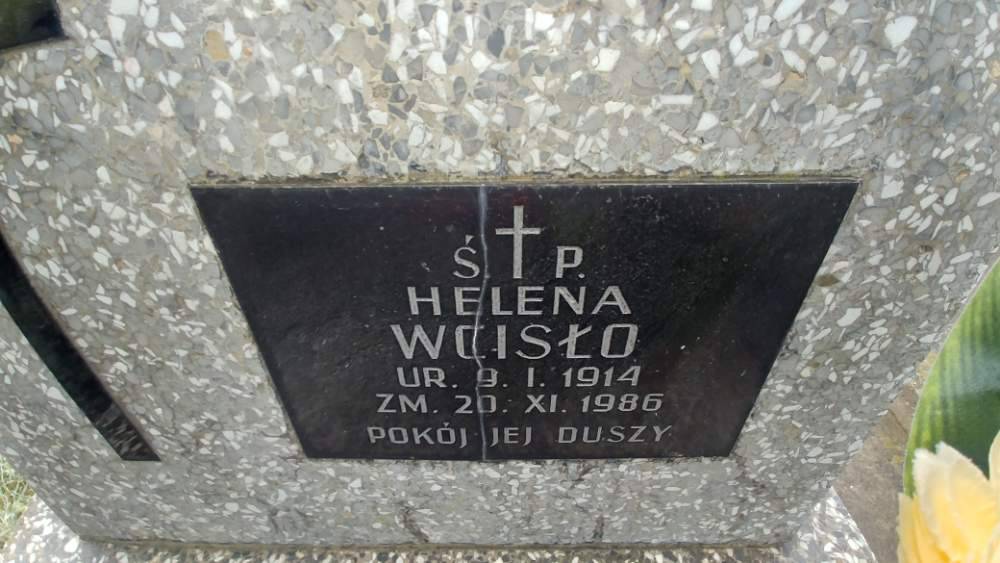 Ś P.
HELENA
WCISŁO
UR. 9. I. 1914
ZM. 20. XI. 1986
POKÓJ JEJ DUSZY